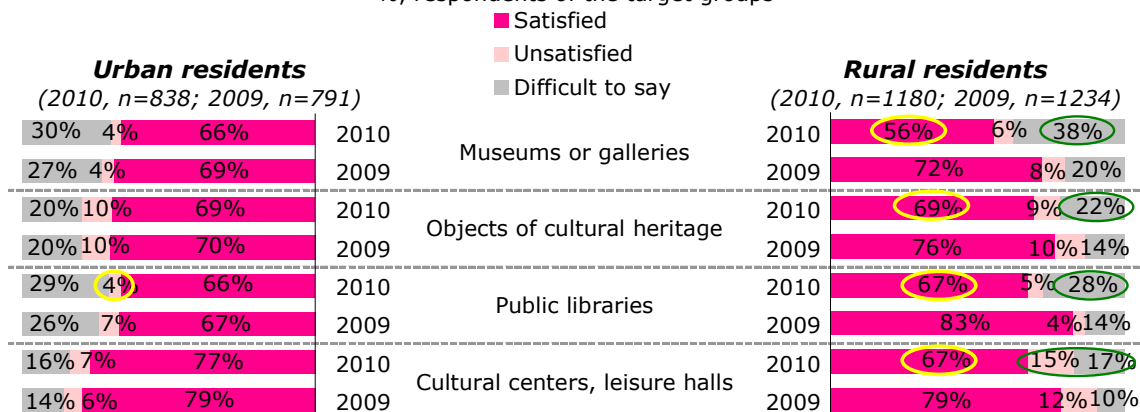 %, respondents of the target groups
Satisfied
Unsatisfied
Difficult to say
Urban residents
(2010, n=838; 2009, n=791)
Rural residents
(2010, n=1180; 2009, n=1234)
30% 4% 66% 2010
27% 4% 69% 2009
Museums or galleries
2010 56% 6% 38%
2009 72% 8% 20%
20% 10% 69% 2010
20% 10% 70% 2009
Objects of cultural heritage
2010 69% 9% 22%
2009 76% 10% 14%
29% 4% 66% 2010
26% 7% 67% 2009
Public libraries
2010 67% 5% 28%
2009 83% 4% 14%
16% 7% 77% 2010
14% 6% 79% 2009
Cultural centers, leisure halls
2010 67% 15% 17%
2009 79% 12% 10%